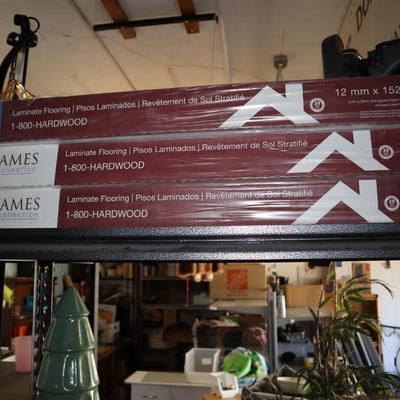 Laminate Flooring | Pisos Laminados | Revêtement de Sol Stratifié
1-800-HARDWOOD
12 mm x 152
AMES
collection
Laminate Flooring | Pisos Laminados | Revêtement de Sol Stratifié
1-800-HARDWOOD
AMES
collection
Laminate Flooring | Pisos Laminados | Revêtement de Sol Stratifié
1-800-HARDWOOD